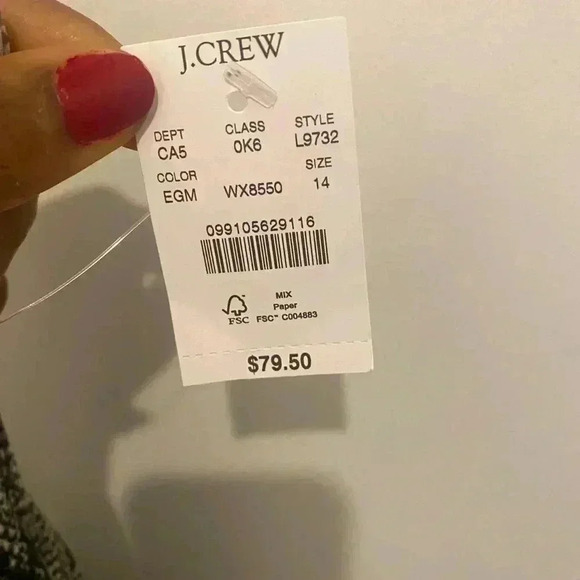 J.CREW
DEPT CLASS STYLE
CA5 0K6 L9732
COLOR SIZE
EGM WX8550 14
099105629116
MIX
Paper
FSC FSC™ C004883
$79.50